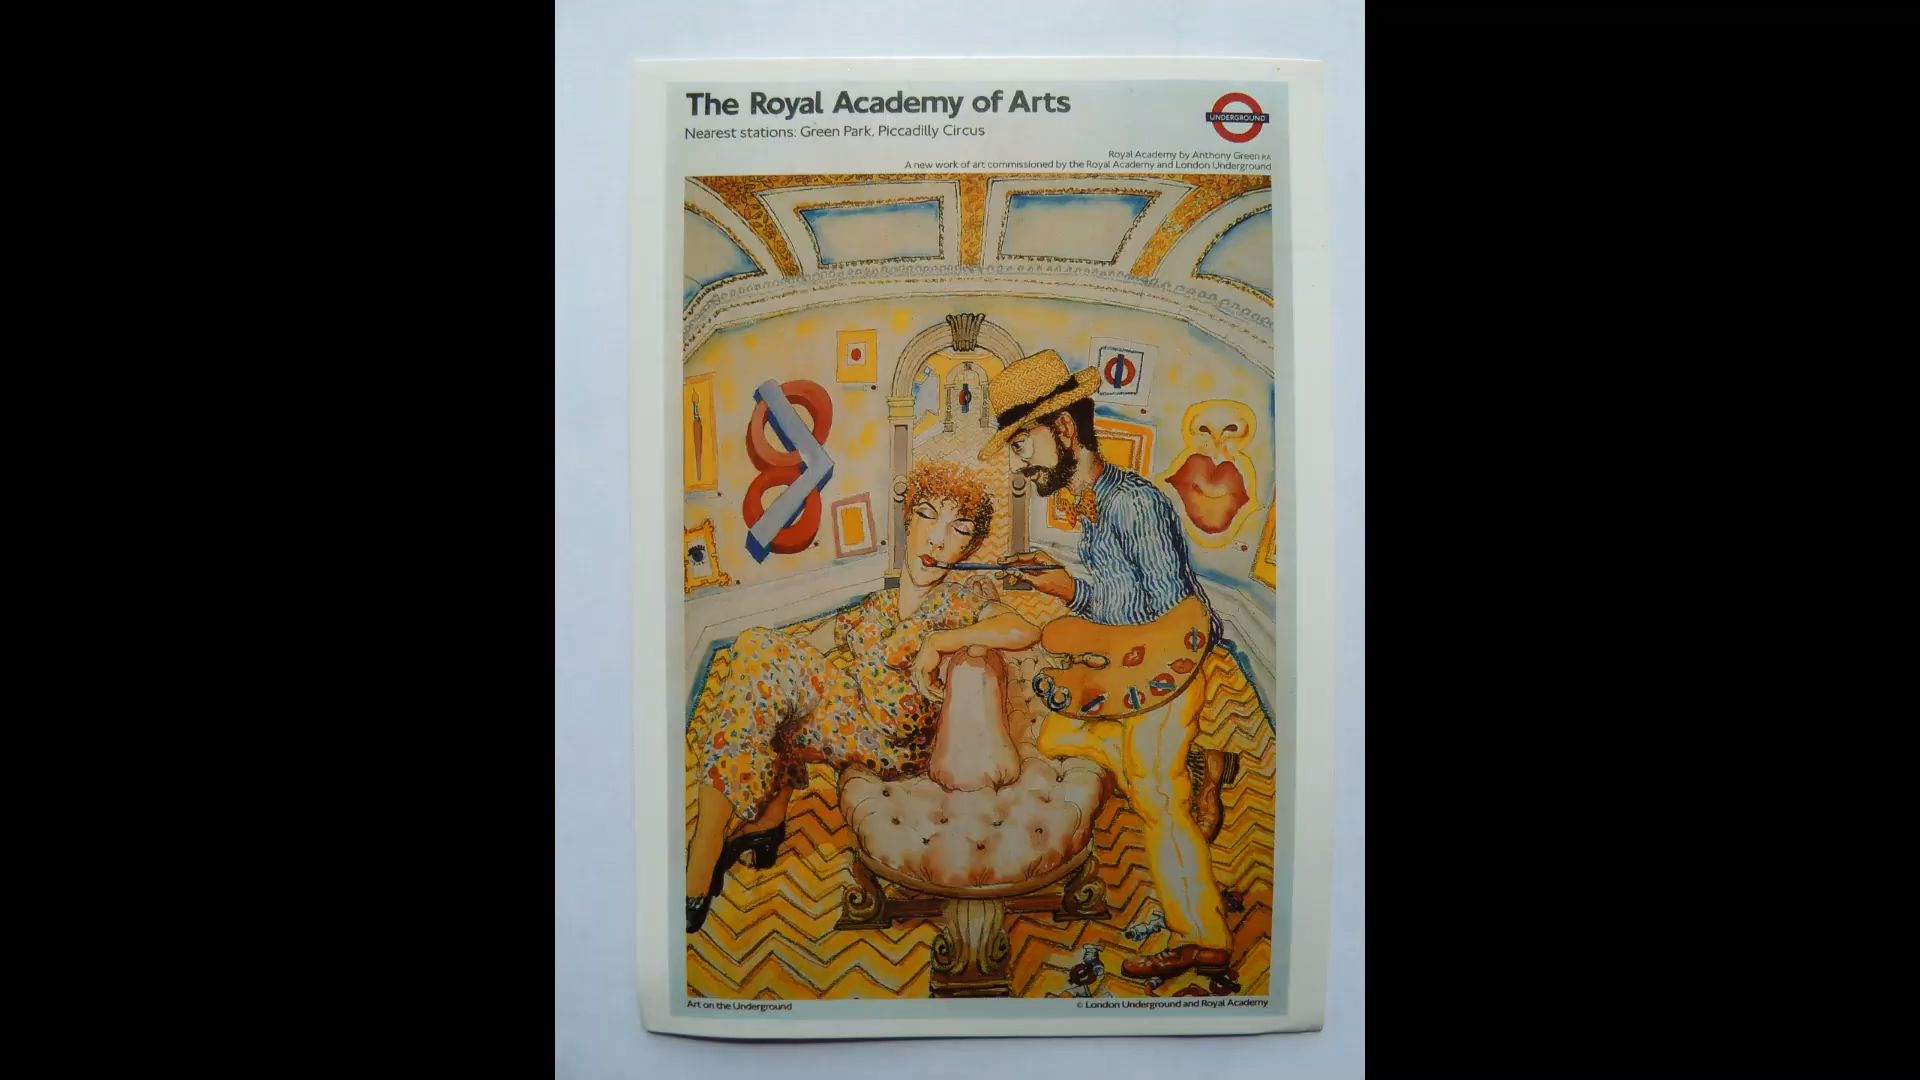 The Royal Academy of Arts
Nearest stations: Green Park, Piccadilly Circus
UNDERGROUND
Royal Academy by Anthony Green RA
A new work of art commissioned by the Royal Academy and London Underground
Art on the Underground
© London Underground and Royal Academy